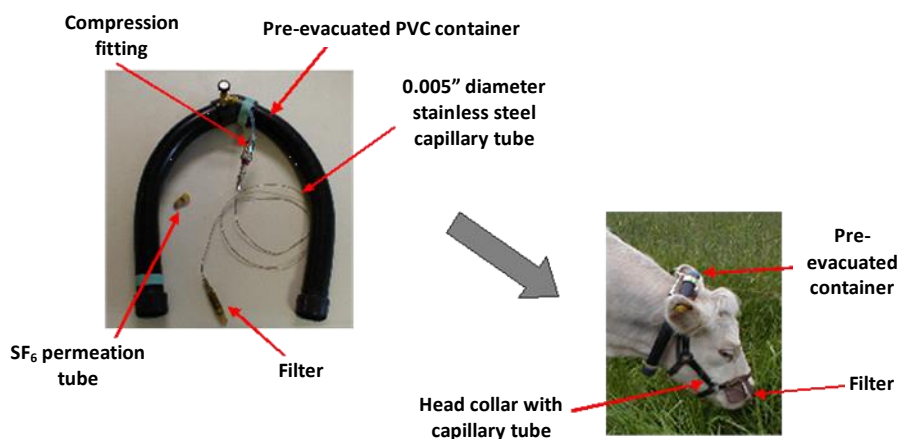 Compression
fitting
Pre-evacuated PVC container
0.005” diameter
stainless steel
capillary tube
SF₆ permeation
tube
Filter
Pre-
evacuated
container
Filter
Head collar with
capillary tube